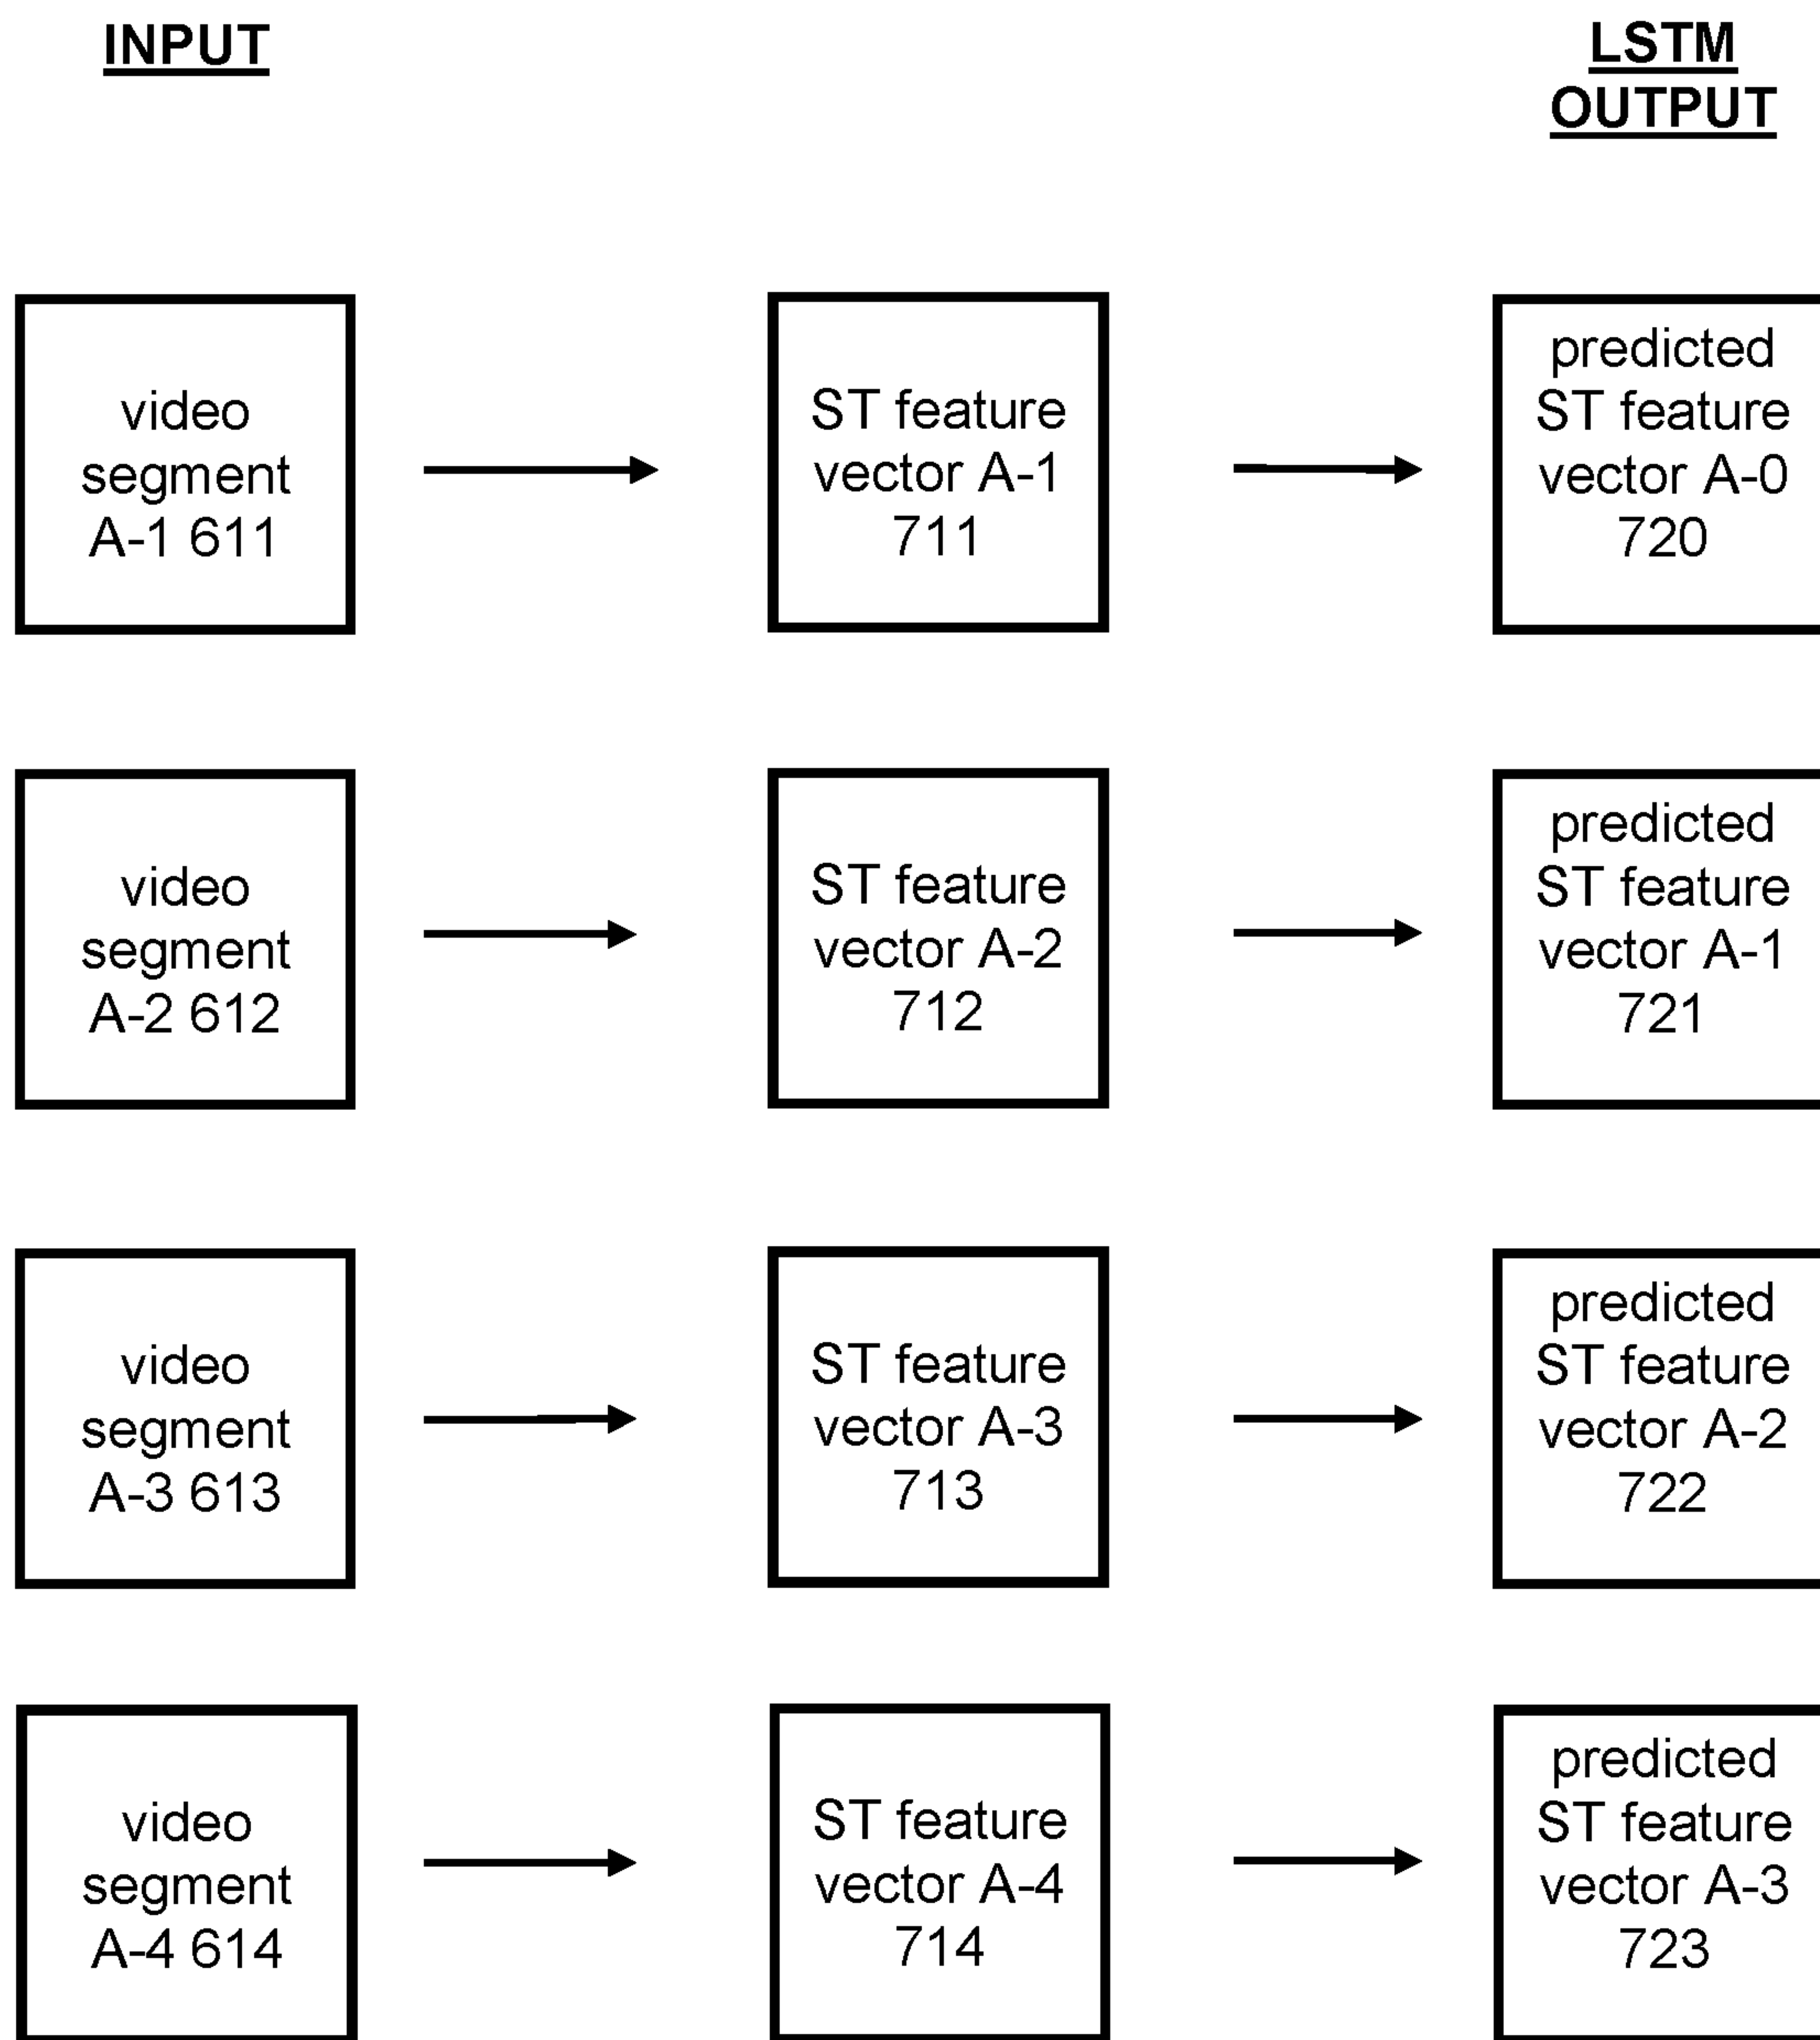 INPUT
LSTM
OUTPUT
video
segment
A-1 611
ST feature
vector A-1
711
predicted
ST feature
vector A-0
720
video
segment
A-2 612
ST feature
vector A-2
712
predicted
ST feature
vector A-1
721
video
segment
A-3 613
ST feature
vector A-3
713
predicted
ST feature
vector A-2
722
video
segment
A-4 614
ST feature
vector A-4
714
predicted
ST feature
vector A-3
723